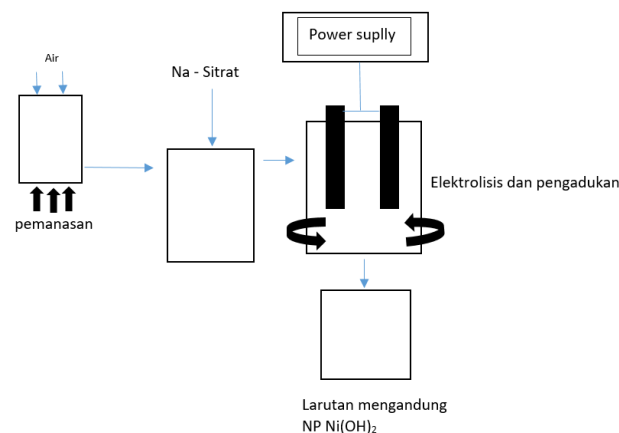 Power suplly
Air
Na - Sitrat
Elektrolisis dan pengadukan
pemanasan
Larutan mengandung
NP Ni(OH)₂